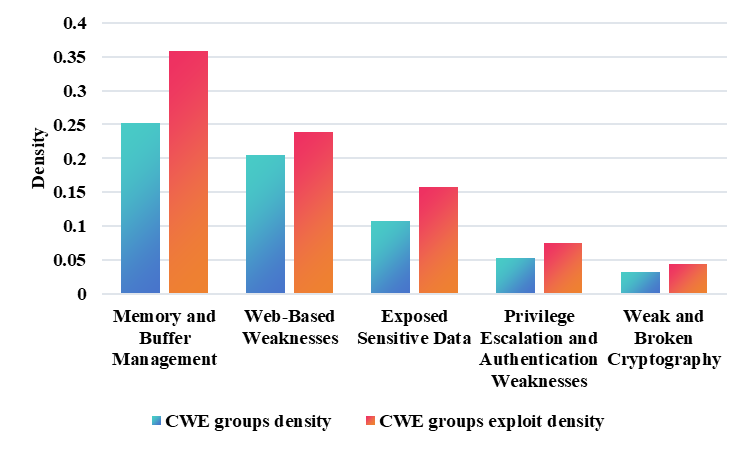 0.4
0.35
0.3
0.25
0.2
0.15
0.1
0.05
0
Density
Memory and
Buffer
Management
Web-Based
Weaknesses
Exposed
Sensitive Data
Privilege
Escalation and
Authentication
Weaknesses
Weak and
Broken
Cryptography
CWE groups density
CWE groups exploit density